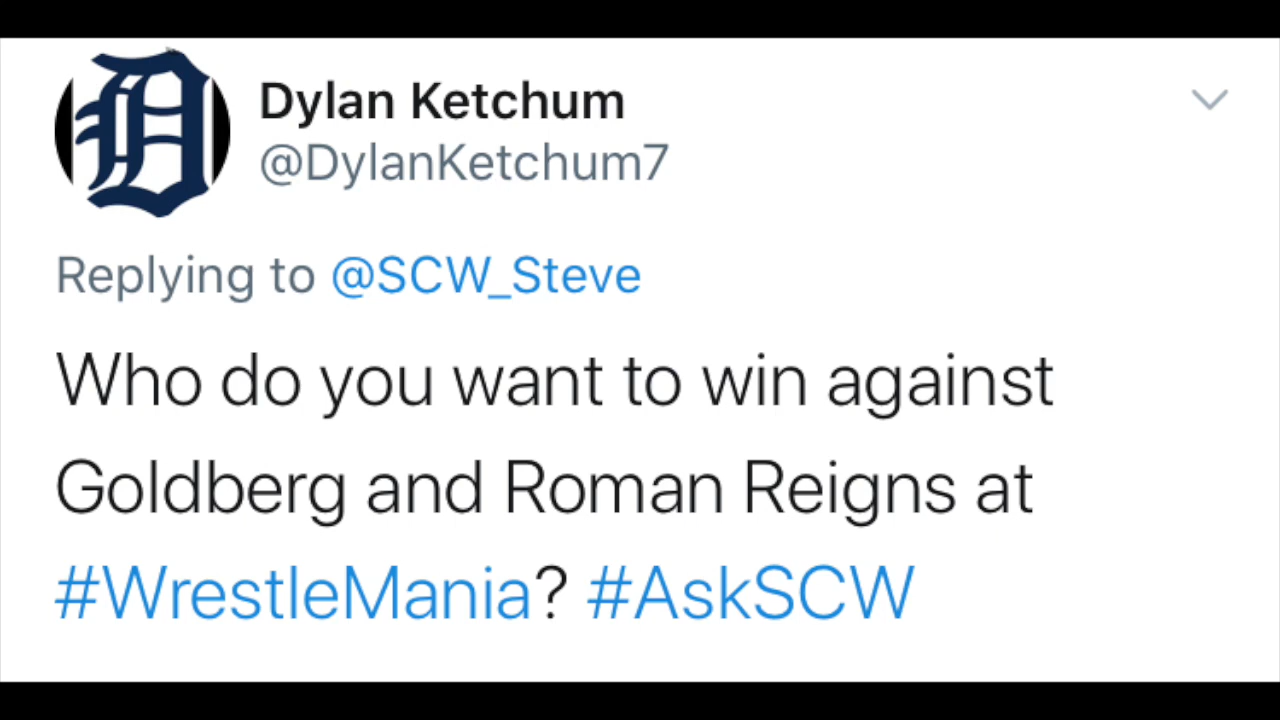 Dylan Ketchum
@DylanKetchum7
Replying to @SCW_Steve
Who do you want to win against
Goldberg and Roman Reigns at
#WrestleMania? #AskSCW